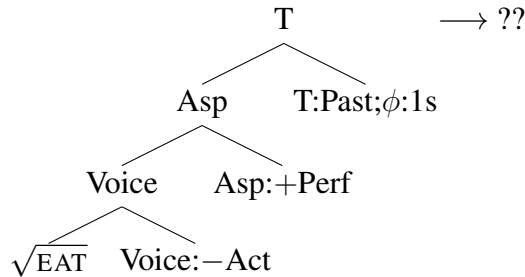 T ⟶ ??
Asp T:Past;ϕ:1s
Voice Asp:+Perf
√EAT Voice:−Act